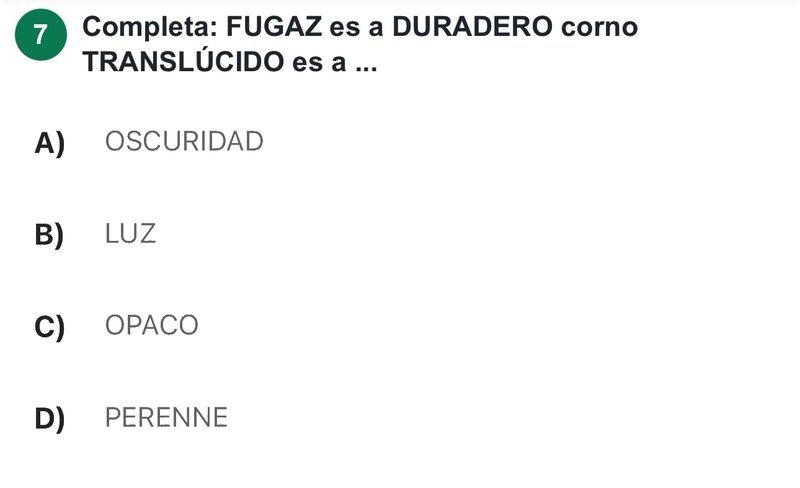 7 Completa: FUGAZ es a DURADERO corno
TRANSLÚCIDO es a ...
A) OSCURIDAD
B) LUZ
C) OPACO
D) PERENNE